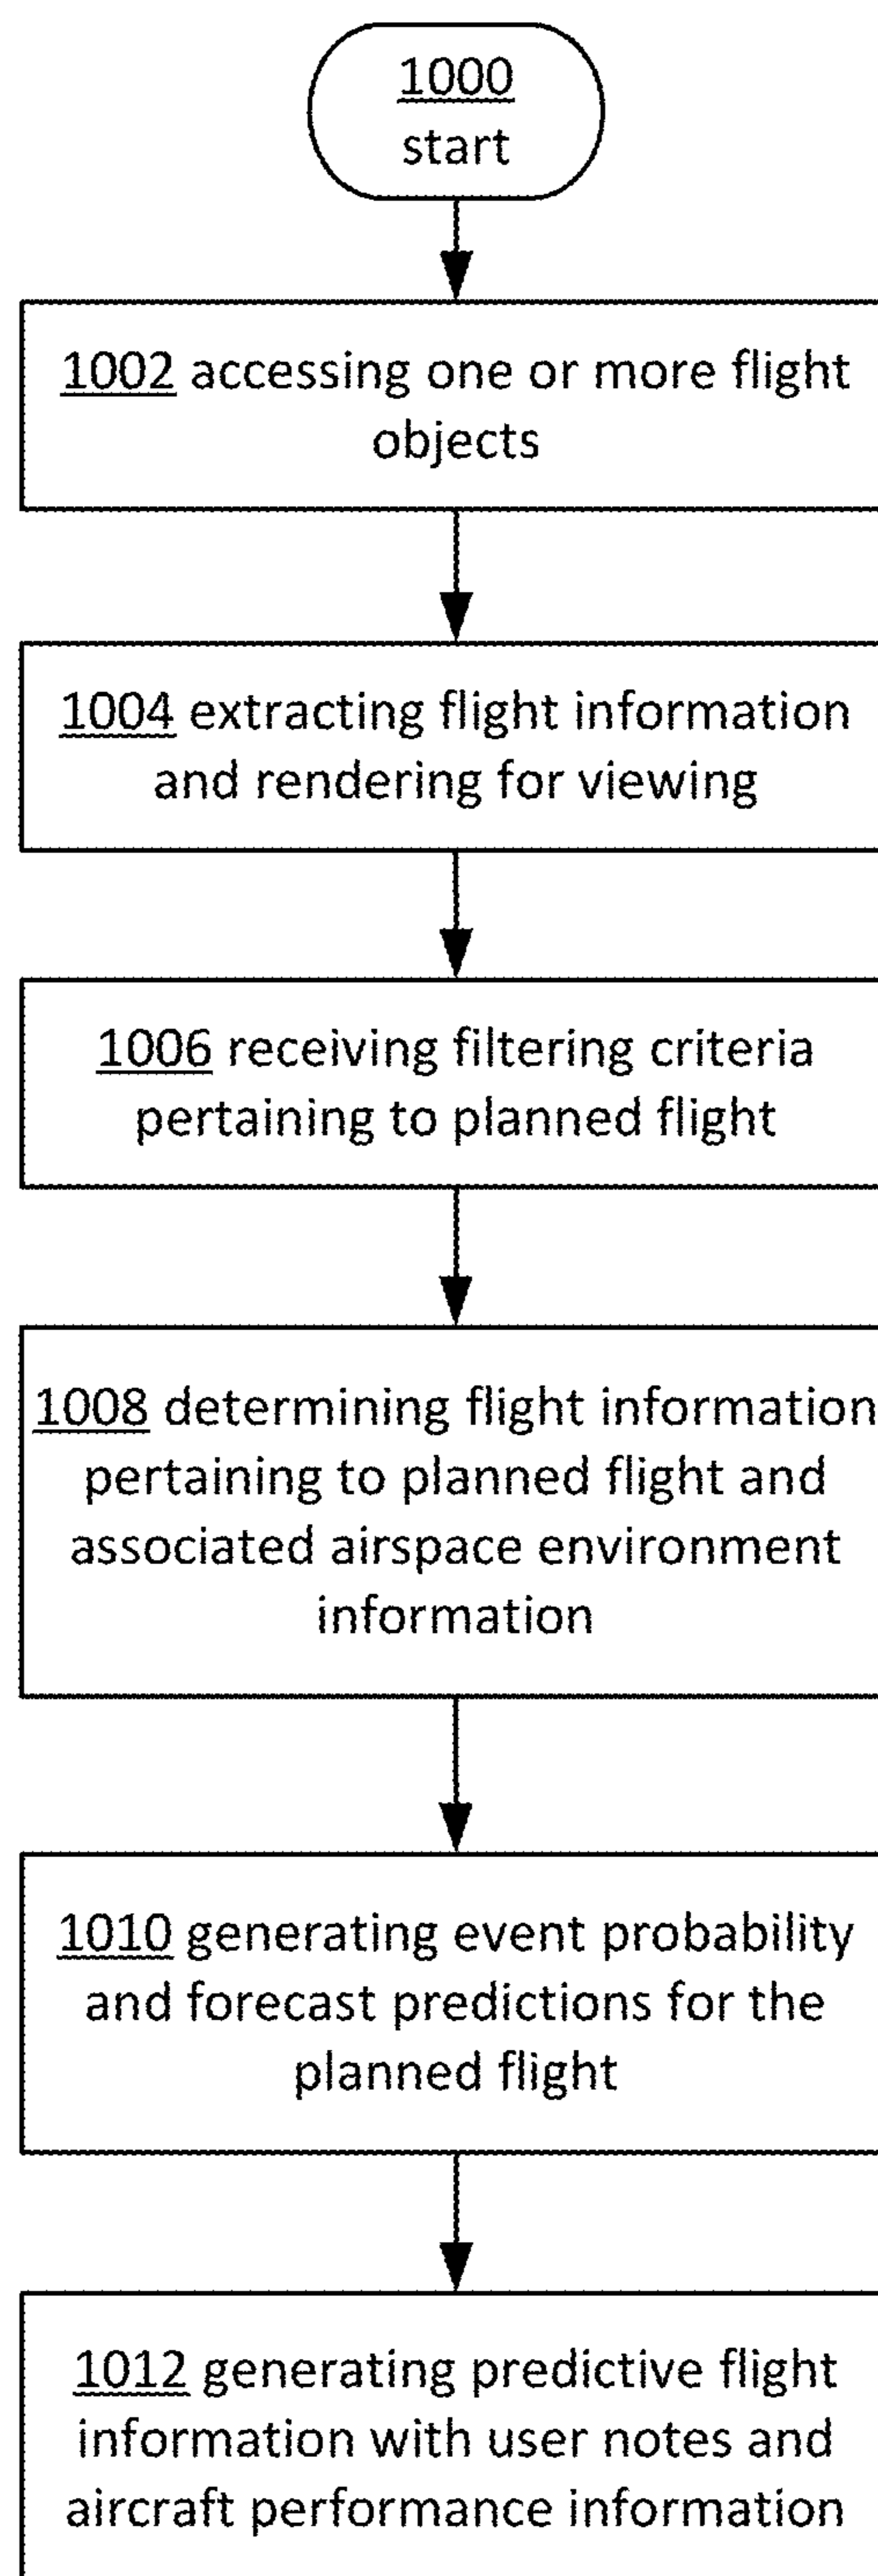 1000
start
1002 accessing one or more flight
objects
1004 extracting flight information
and rendering for viewing
1006 receiving filtering criteria
pertaining to planned flight
1008 determining flight information
pertaining to planned flight and
associated airspace environment
information
1010 generating event probability
and forecast predictions for the
planned flight
1012 generating predictive flight
information with user notes and
aircraft performance information